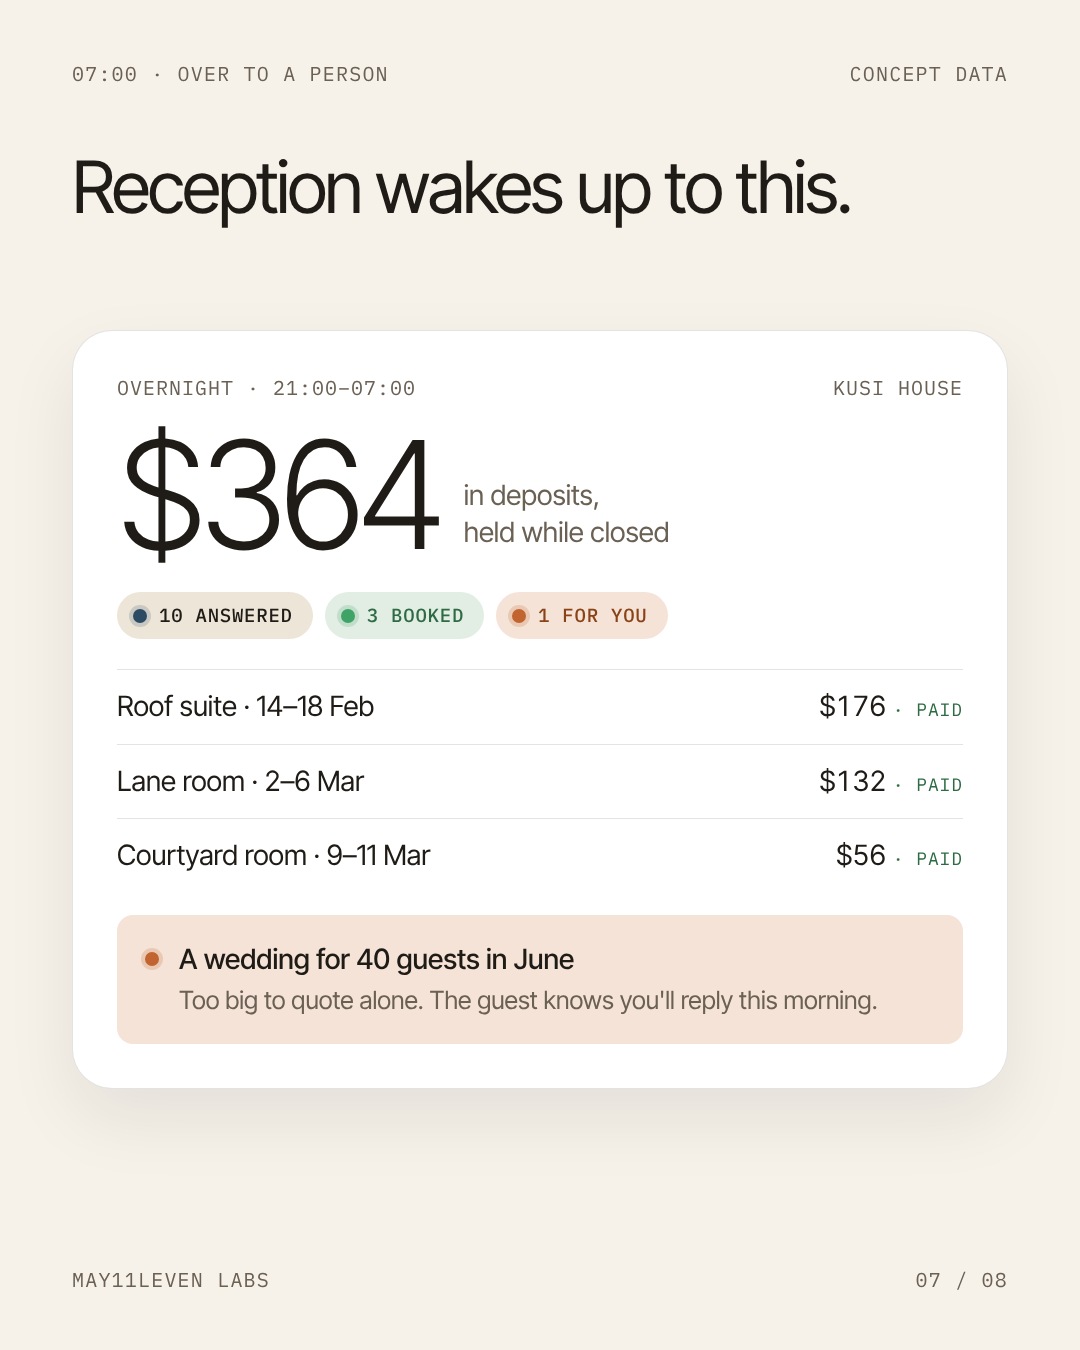 07:00 · OVER TO A PERSON
CONCEPT DATA
Reception wakes up to this.
OVERNIGHT · 21:00–07:00
KUSI HOUSE
$364
in deposits,
held while closed
10 ANSWERED
3 BOOKED
1 FOR YOU
Roof suite · 14–18 Feb
$176 · PAID
Lane room · 2–6 Mar
$132 · PAID
Courtyard room · 9–11 Mar
$56 · PAID
A wedding for 40 guests in June
Too big to quote alone. The guest knows you'll reply this morning.
MAY11LEVEN LABS
07 / 08